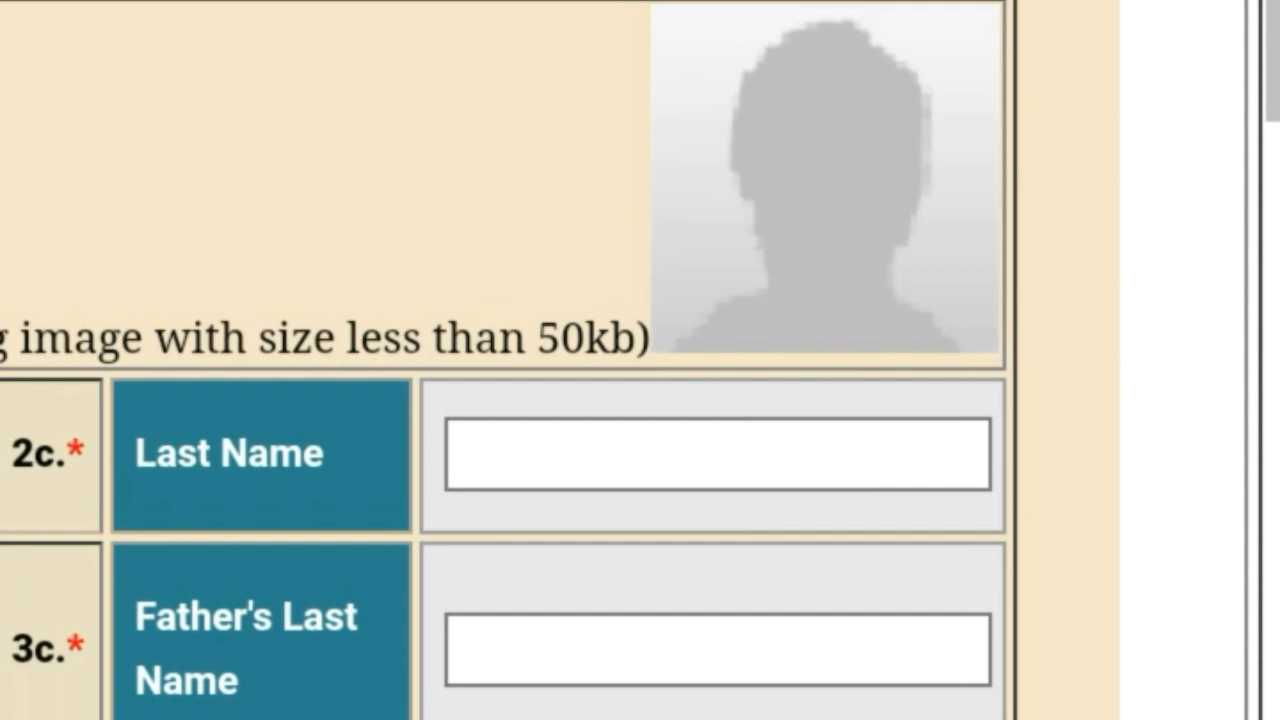 image with size less than 50kb)
2c.* Last Name
3c.* Father's Last
Name